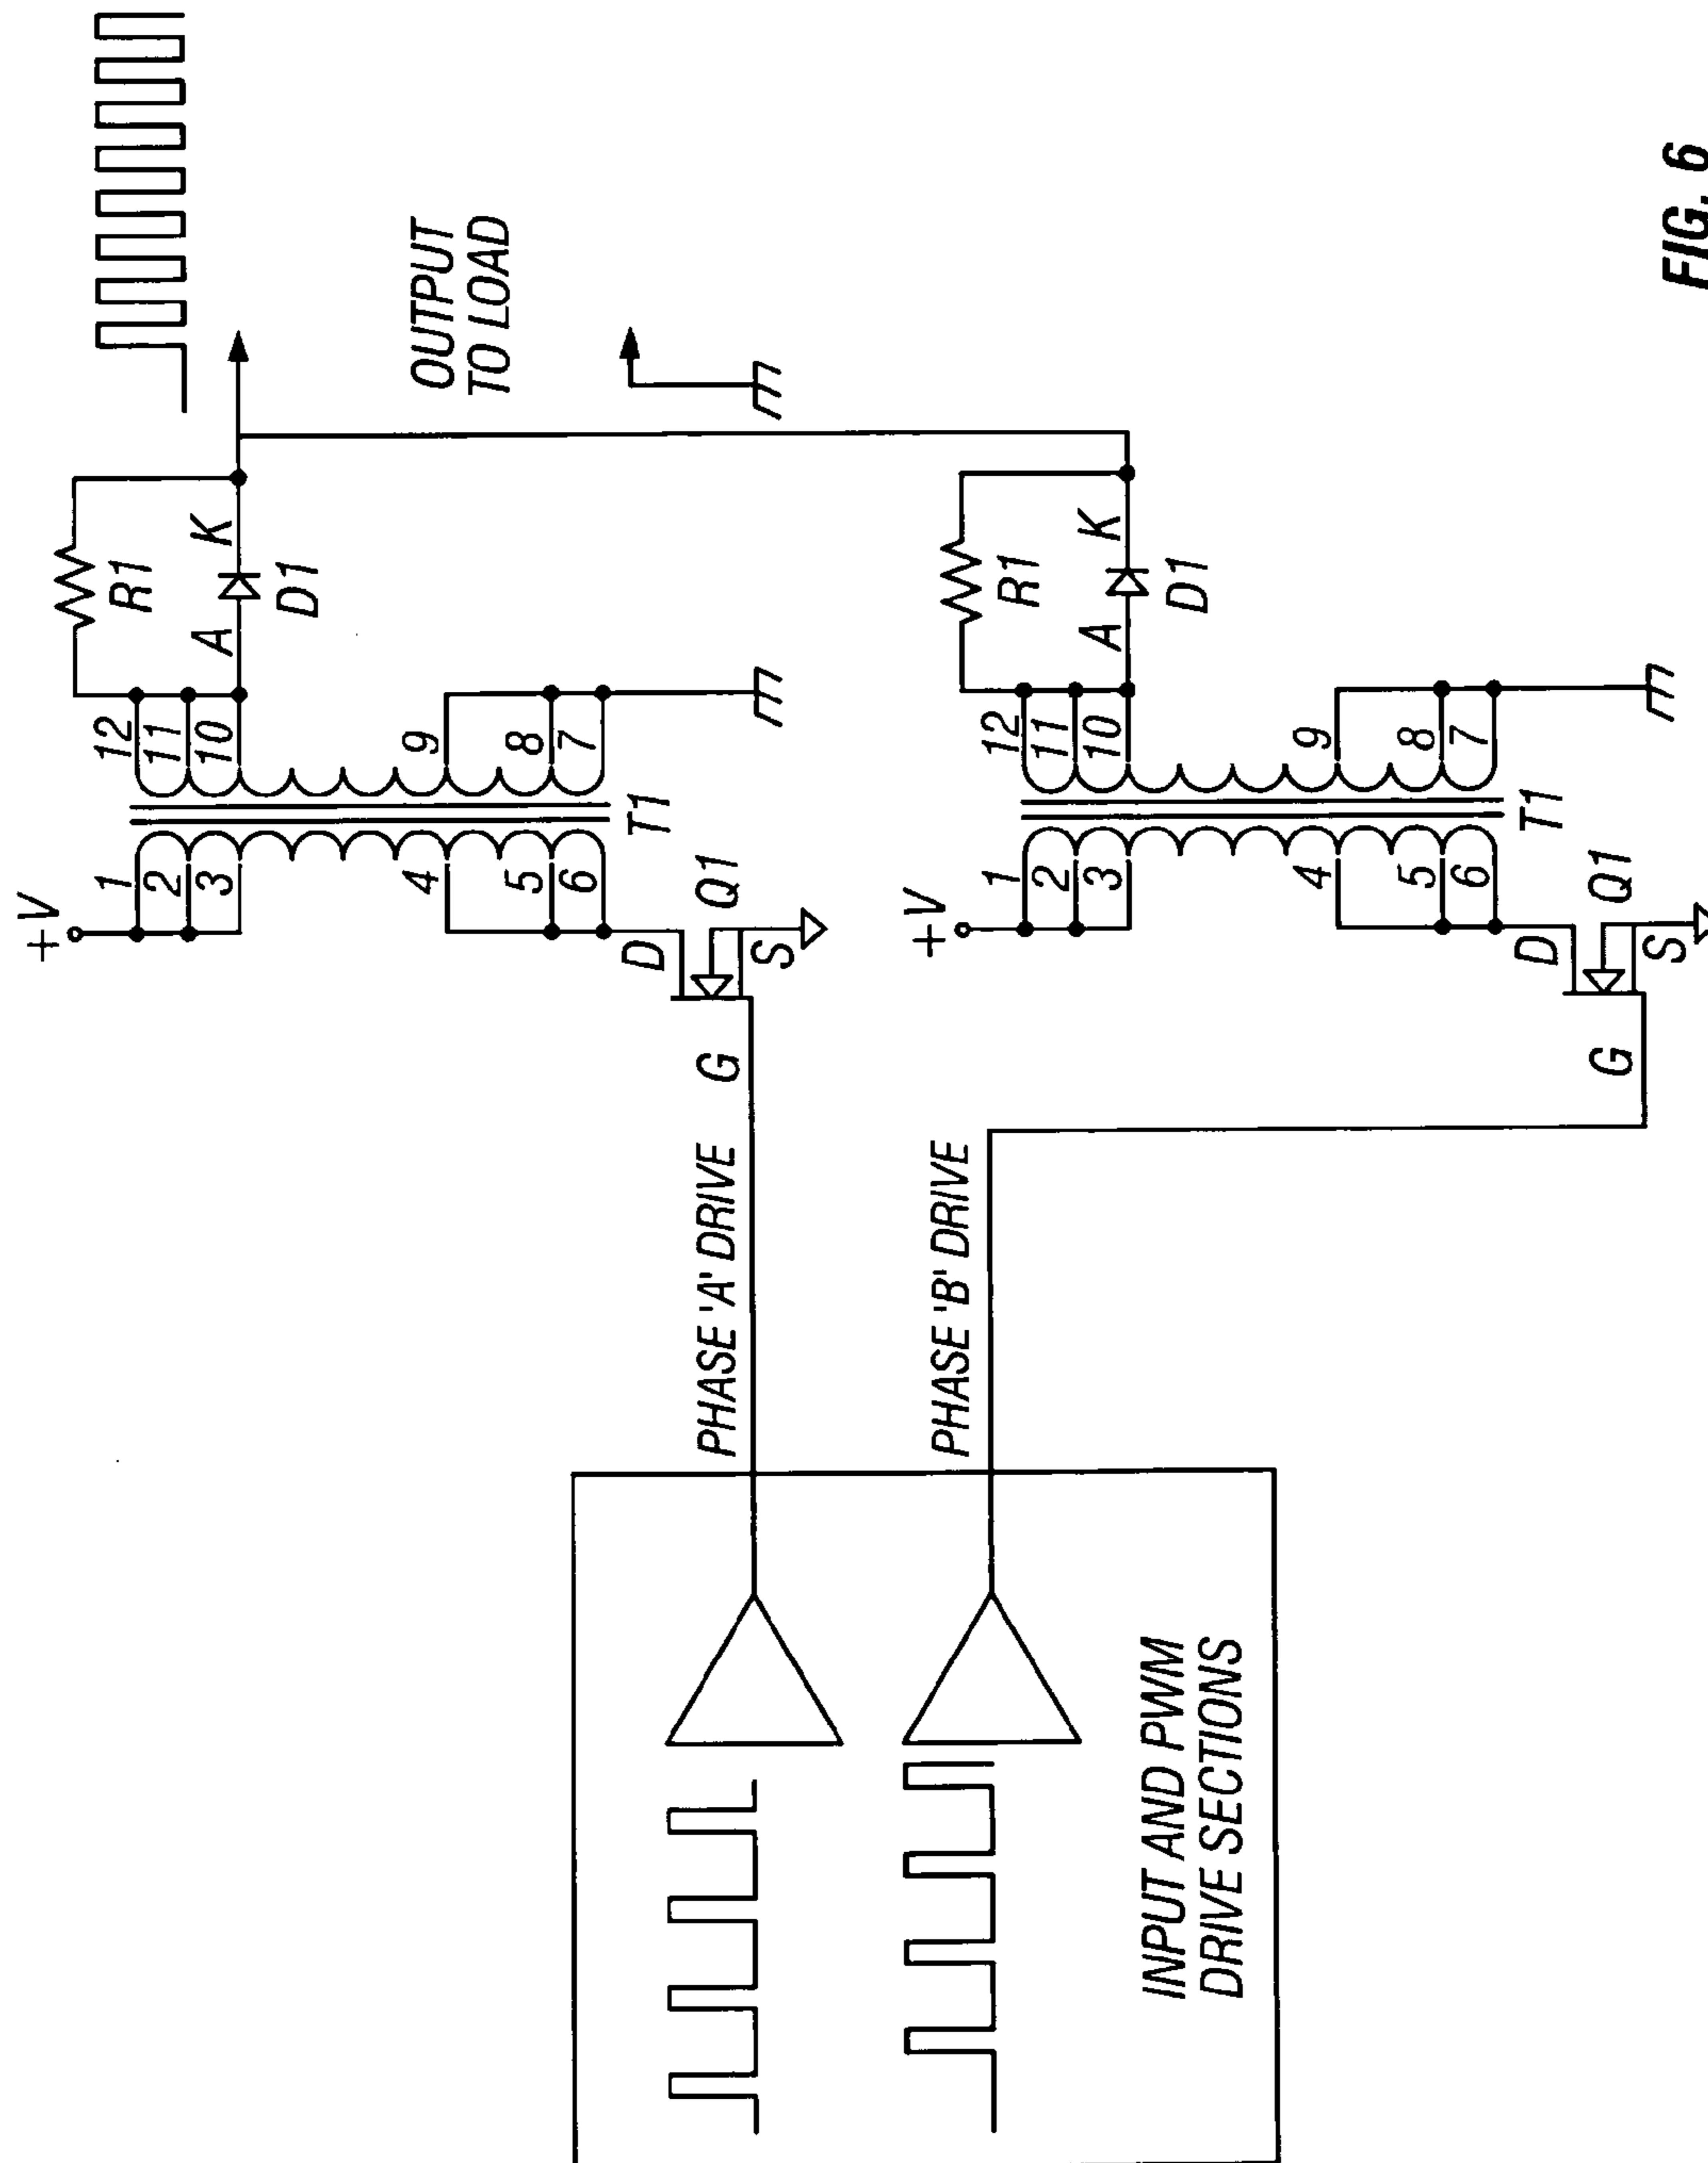 +V
1
2
3
4
5
6
12
11
10
9
8
7
T1
R1
A
K
D1
D
G
Q1
S
OUTPUT
TO LOAD
PHASE 'A' DRIVE
PHASE 'B' DRIVE
+V
1
2
3
4
5
6
12
11
10
9
8
7
T1
R1
A
K
D1
D
G
Q1
S
INPUT AND PWM
DRIVE SECTIONS
FIG. 6